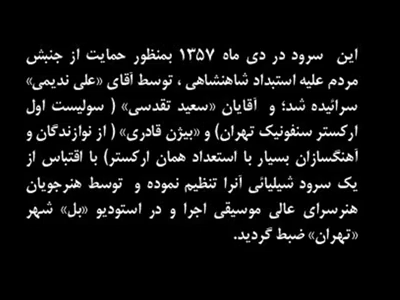 این سرود در دی ماه ۱۳۵۷ بمنظور حمایت از جنبش
مردم علیه استبداد شاهنشاهی ، توسط آقای «علی ندیمی»
سرائیده شد؛ و آقایان «سعید تقدسی» ( سولیست اول
ارکستر سنفونیک تهران) و «بیژن قادری» ( از نوازندگان و
آهنگسازان بسیار با استعداد همان ارکستر) با اقتباس از
یک سرود شیلیائی آنرا تنظیم نموده و توسط هنرجویان
هنرسرای عالی موسیقی اجرا و در استودیو «بل» شهر
«تهران» ضبط گردید.